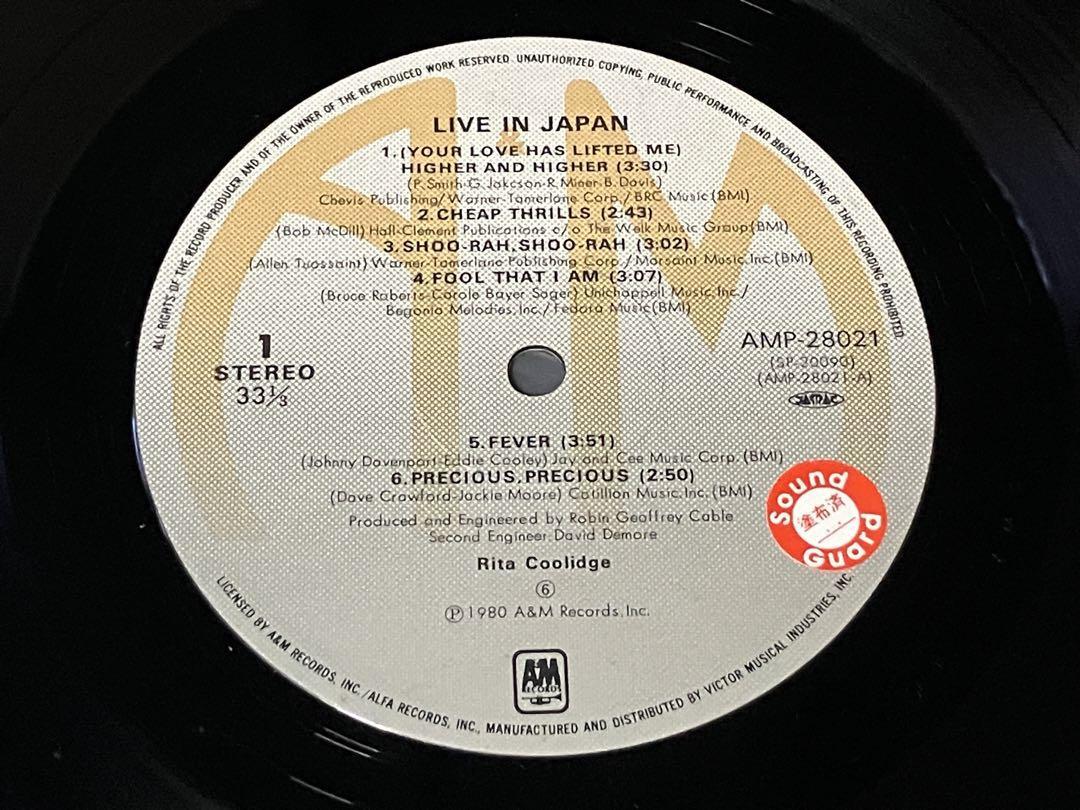 ALL RIGHTS OF THE RECORD PRODUCER AND OF THE OWNER OF THE REPRODUCED WORK RESERVED. UNAUTHORIZED COPYING, PUBLIC PERFORMANCE AND BROADCASTING OF THIS RECORDING PROHIBITED
LIVE IN JAPAN
1.(YOUR LOVE HAS LIFTED ME)
HIGHER AND HIGHER (3:30)
(P. Smith-G. Jakcson-R. Miner-B. Davis)
Chevis Publishing/Warner-Tamerlane Corp./BRC Music(BMI)
2.CHEAP THRILLS (2:43)
(Bob McDill) Hall-Clement Publications c/o The Welk Music Group(BMI)
3.SHOO-RAH,SHOO-RAH (3:02)
(Allen Tuossaint) Warner-Tamerlane Publishing Corp./Marsaint Music,Inc.(BMI)
4.FOOL THAT I AM (3:07)
(Bruce Roberts-Carole Bayer Sager) Unichappell Music,Inc./
Begonia Melodies,Inc./Fedora Music(BMI)
1
STEREO
33⅓
AMP-28021
(SP-20090)
(AMP-28021-A)
JASRAC
5.FEVER (3:51)
(Johnny Davenport-Eddie Cooley) Jay and Cee Music Corp.(BMI)
6.PRECIOUS,PRECIOUS (2:50)
(Dave Crawford-Jackie Moore) Cotillion Music,Inc.(BMI)
Produced and Engineered by Robin Geoffrey Cable
Second Engineer:David Demore
Rita Coolidge
⑥
Ⓟ1980 A&M Records,Inc.
Sound
塗布済
Guard
A&M
RECORDS
LICENSED BY A&M RECORDS, INC./ALFA RECORDS, INC., MANUFACTURED AND DISTRIBUTED BY VICTOR MUSICAL INDUSTRIES, INC.